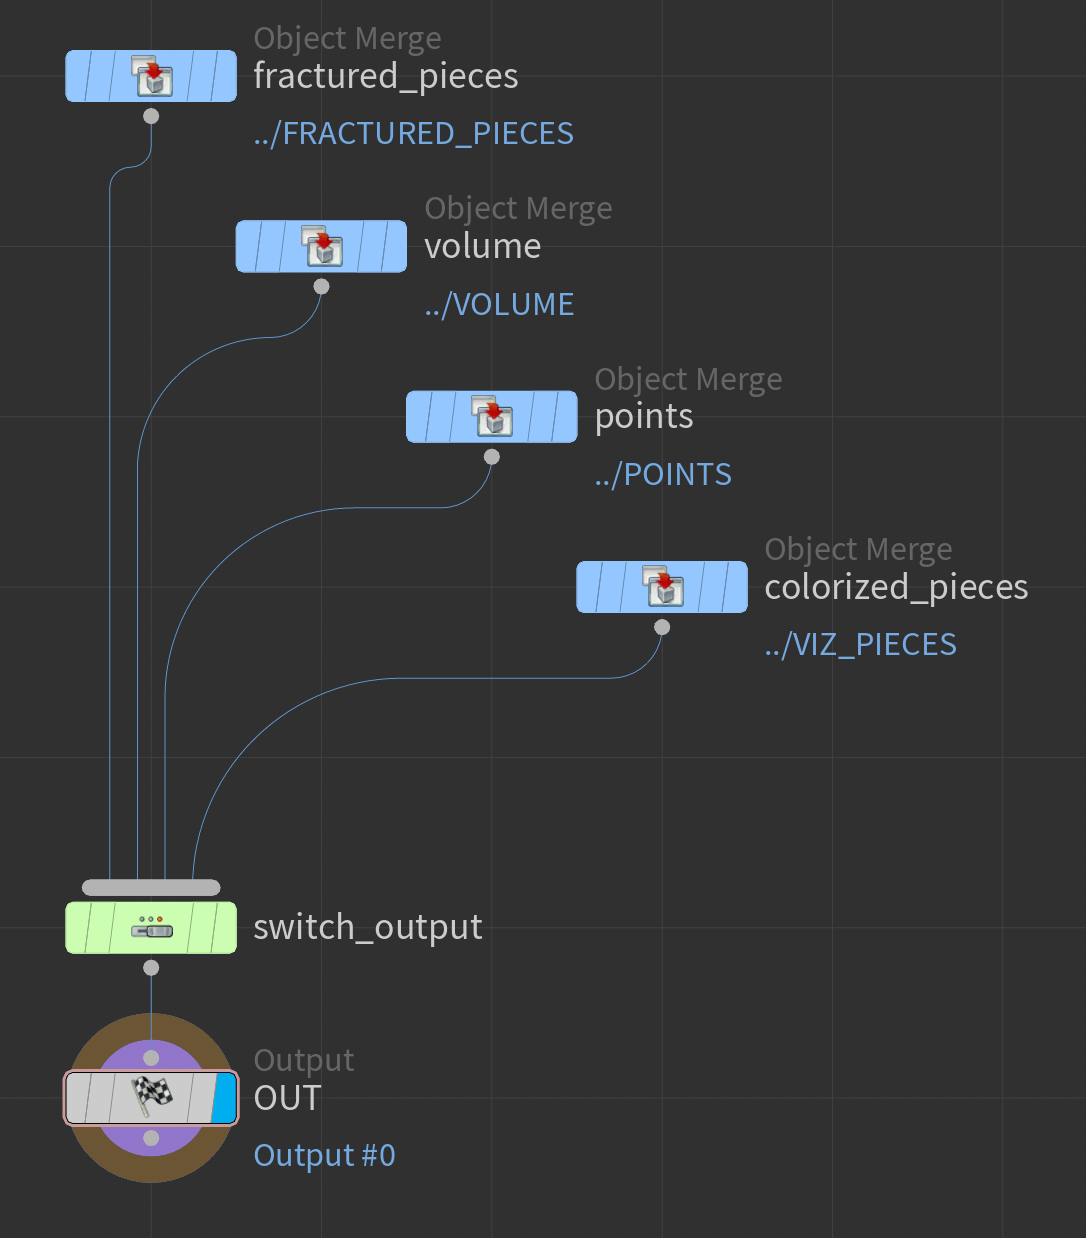 Object Merge
fractured_pieces
../FRACTURED_PIECES
Object Merge
volume
../VOLUME
Object Merge
points
../POINTS
Object Merge
colorized_pieces
../VIZ_PIECES
switch_output
Output
OUT
Output #0